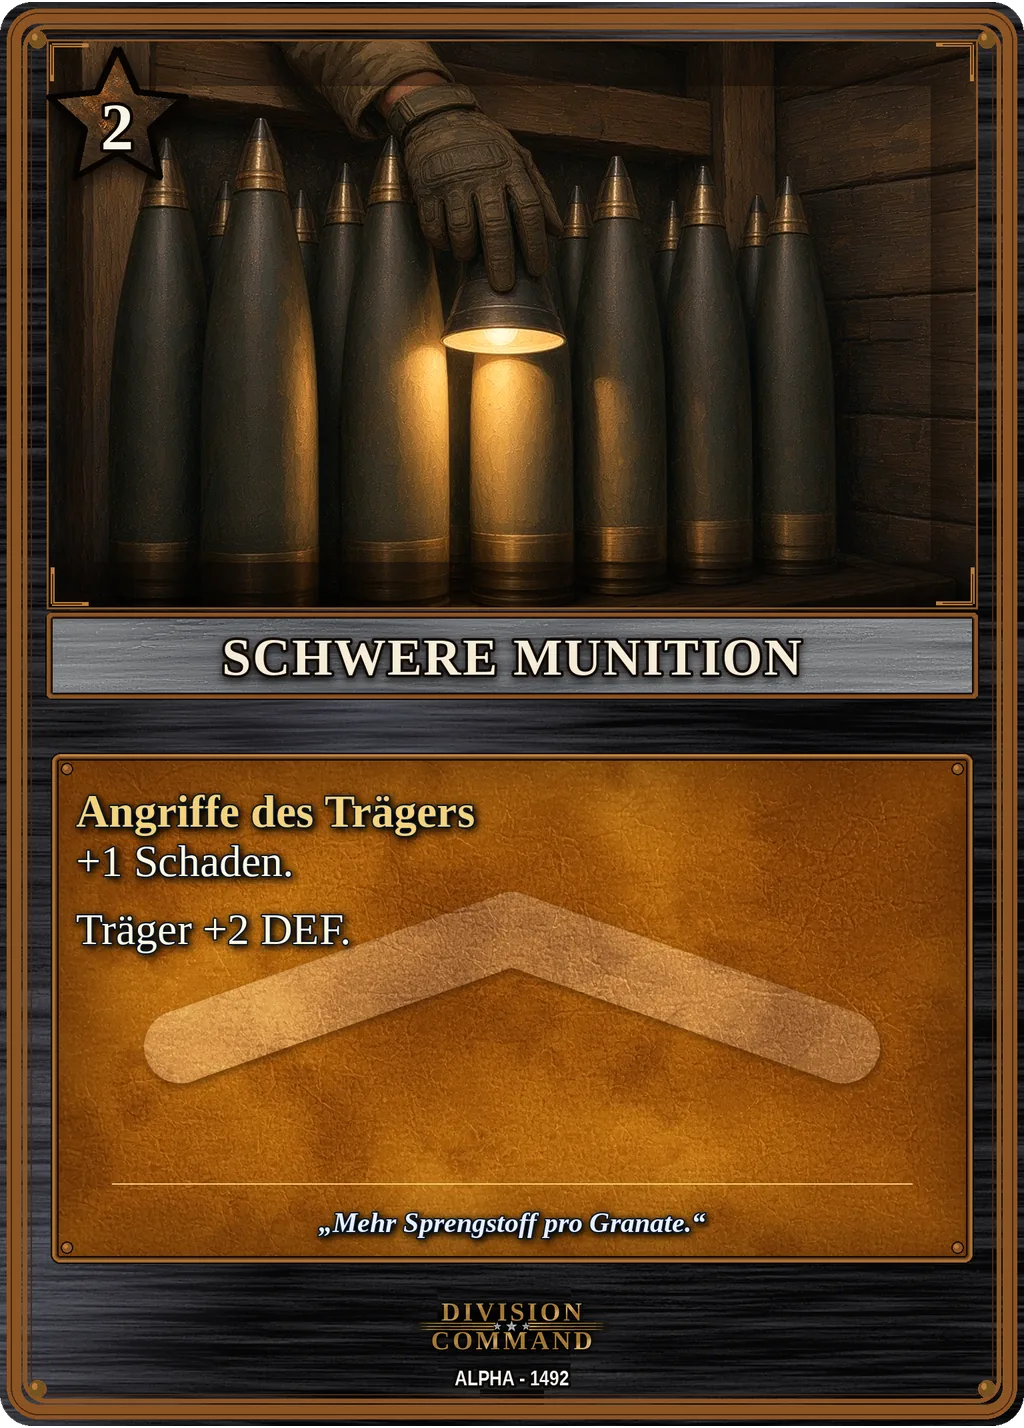 2
SCHWERE MUNITION
Angriffe des Trägers
+1 Schaden.
Träger +2 DEF.
„Mehr Sprengstoff pro Granate.“
DIVISION
COMMAND
ALPHA - 1492